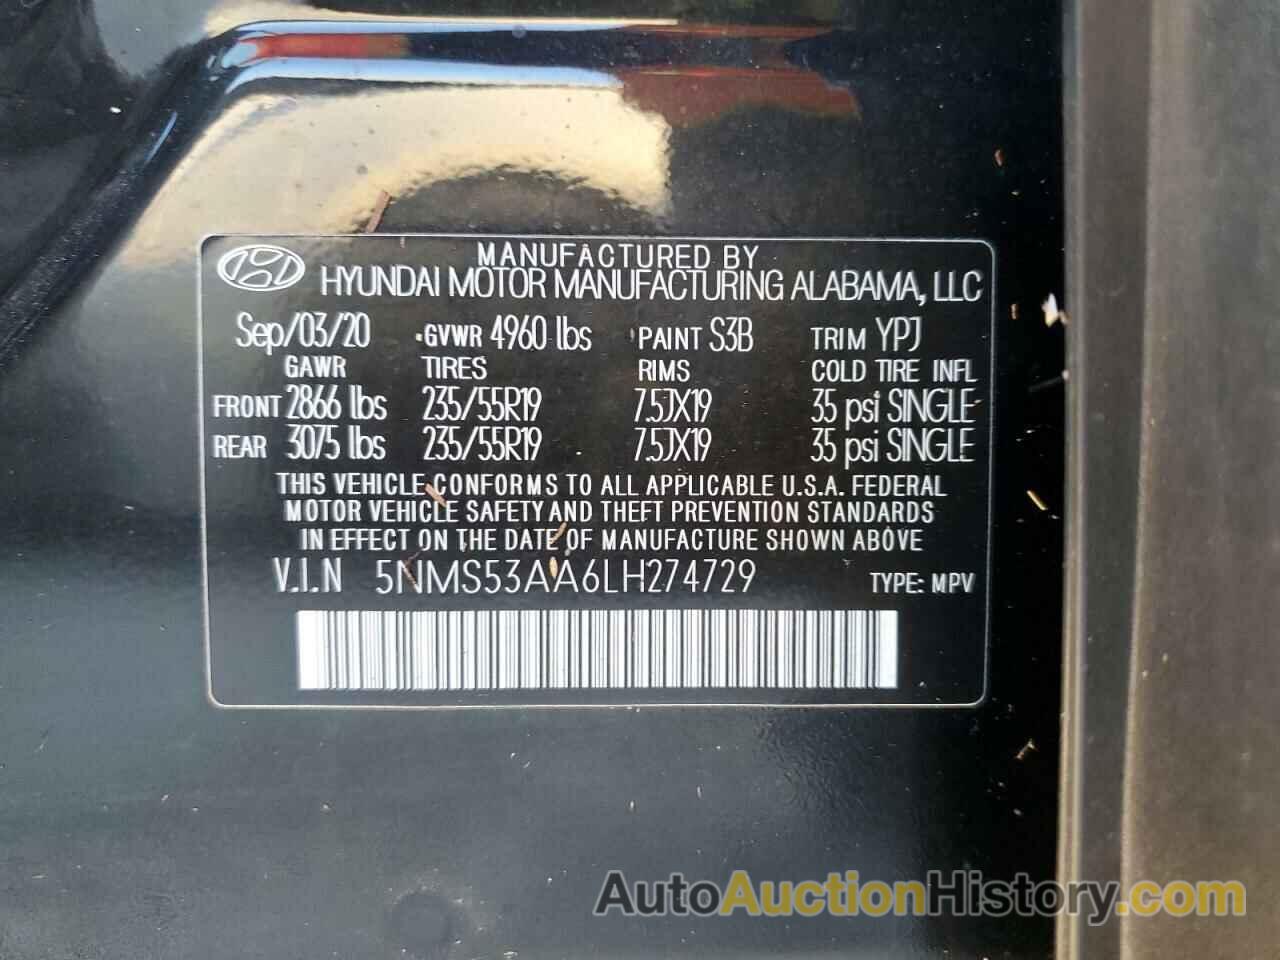 MANUFACTURED BY
HYUNDAI MOTOR MANUFACTURING ALABAMA, LLC
Sep/03/20 GVWR 4960 lbs PAINT S3B TRIM YPJ
GAWR TIRES RIMS COLD TIRE INFL
FRONT 2866 lbs 235/55R19 7.5JX19 35 psi SINGLE
REAR 3075 lbs 235/55R19 7.5JX19 35 psi SINGLE
THIS VEHICLE CONFORMS TO ALL APPLICABLE U.S.A. FEDERAL
MOTOR VEHICLE SAFETY AND THEFT PREVENTION STANDARDS
IN EFFECT ON THE DATE OF MANUFACTURE SHOWN ABOVE
V.I.N 5NMS53AA6LH274729 TYPE: MPV
AutoAuctionHistory.com